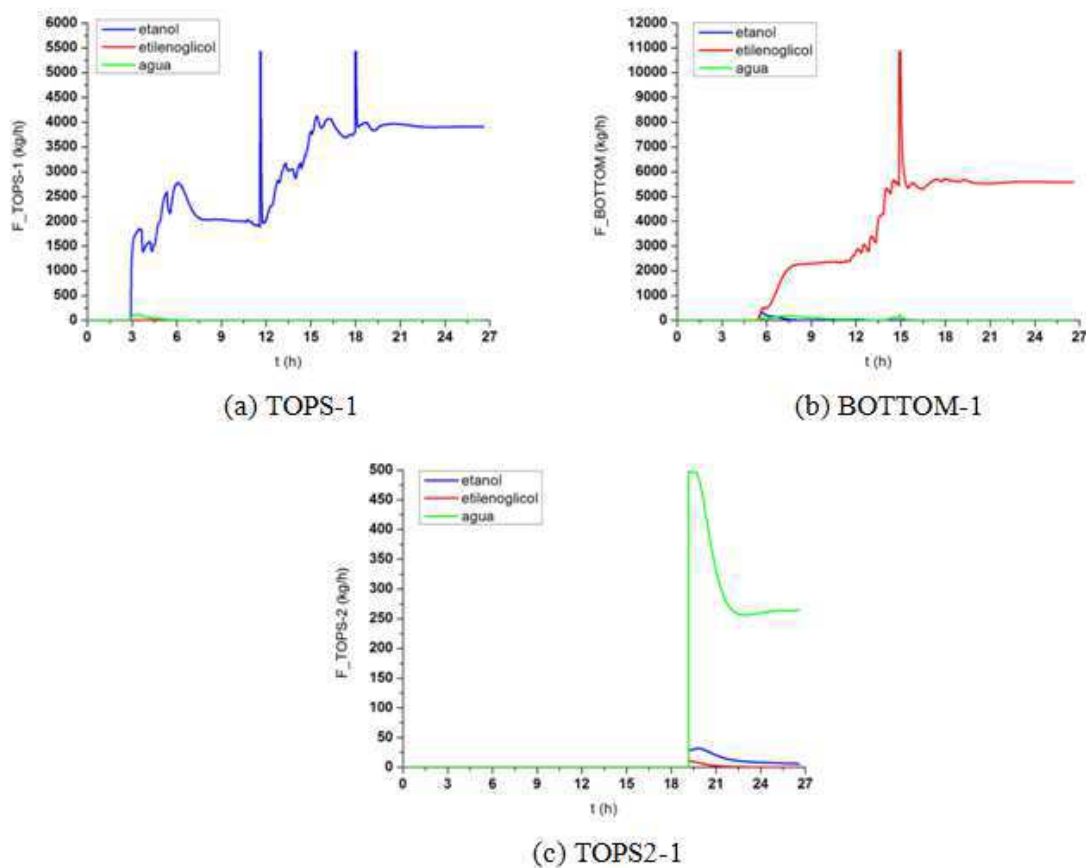 6000
5500
5000
4500
4000
3500
3000
2500
2000
1500
1000
500
0
F_TOPS-1 (kg/h)
etanol
etilenoglicol
agua
0 3 6 9 12 15 18 21 24 27
t (h)
(a) TOPS-1
12000
11000
10000
9000
8000
7000
6000
5000
4000
3000
2000
1000
0
F_BOTTOM (kg/h)
etanol
etilenoglicol
agua
0 3 6 9 12 15 18 21 24 27
t (h)
(b) BOTTOM-1
500
450
400
350
300
250
200
150
100
50
0
F_TOPS-2 (kg/h)
etanol
etilenoglicol
agua
0 3 6 9 12 15 18 21 24 27
t (h)
(c) TOPS2-1